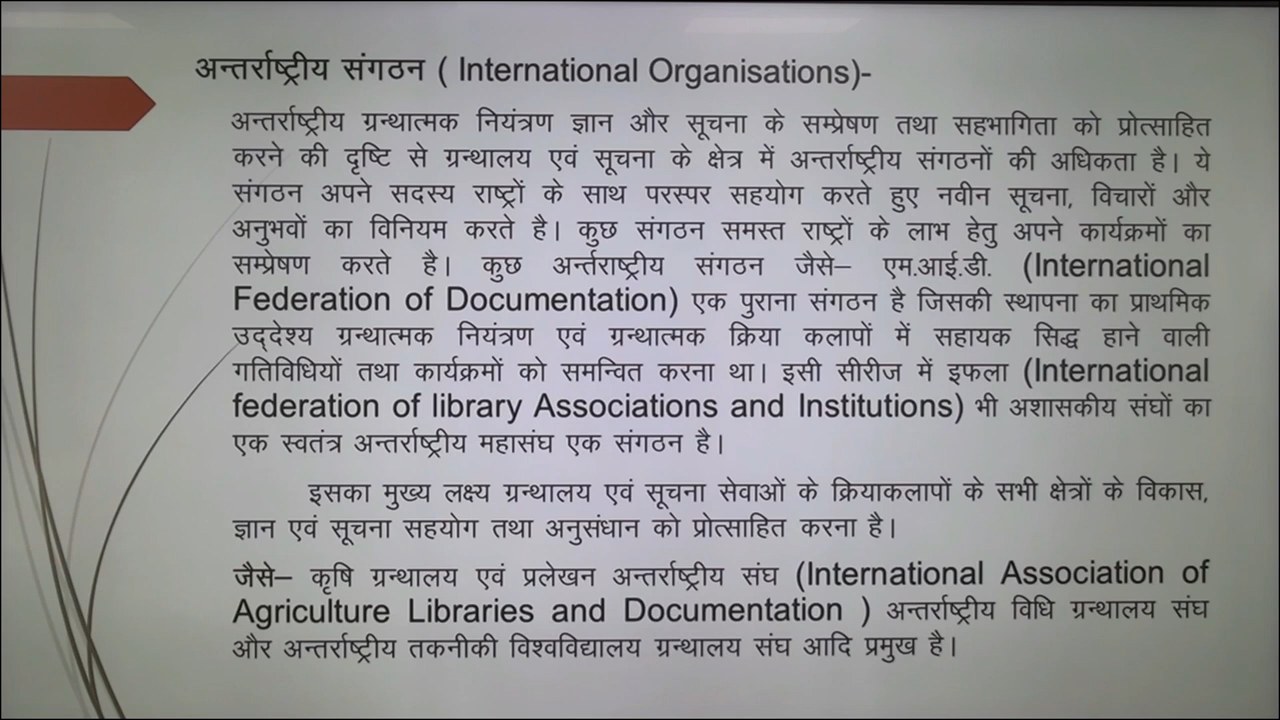 अन्तर्राष्ट्रीय संगठन ( International Organisations)-
अन्तर्राष्ट्रीय ग्रन्थात्मक नियंत्रण ज्ञान और सूचना के सम्प्रेषण तथा सहभागिता को प्रोत्साहित
करने की दृष्टि से ग्रन्थालय एवं सूचना के क्षेत्र में अन्तर्राष्ट्रीय संगठनों की अधिकता है। ये
संगठन अपने सदस्य राष्ट्रों के साथ परस्पर सहयोग करते हुए नवीन सूचना, विचारों और
अनुभवों का विनियम करते है। कुछ संगठन समस्त राष्ट्रों के लाभ हेतु अपने कार्यक्रमों का
सम्प्रेषण करते है। कुछ अर्न्तराष्ट्रीय संगठन जैसे– एम.आई.डी. (International
Federation of Documentation) एक पुराना संगठन है जिसकी स्थापना का प्राथमिक
उद्देश्य ग्रन्थात्मक नियंत्रण एवं ग्रन्थात्मक क्रिया कलापों में सहायक सिद्ध हाने वाली
गतिविधियों तथा कार्यक्रमों को समन्वित करना था। इसी सीरीज में इफला (International
federation of library Associations and Institutions) भी अशासकीय संघों का
एक स्वतंत्र अन्तर्राष्ट्रीय महासंघ एक संगठन है।
इसका मुख्य लक्ष्य ग्रन्थालय एवं सूचना सेवाओं के क्रियाकलापों के सभी क्षेत्रों के विकास,
ज्ञान एवं सूचना सहयोग तथा अनुसंधान को प्रोत्साहित करना है।
जैसे– कृषि ग्रन्थालय एवं प्रलेखन अन्तर्राष्ट्रीय संघ (International Association of
Agriculture Libraries and Documentation ) अन्तर्राष्ट्रीय विधि ग्रन्थालय संघ
और अन्तर्राष्ट्रीय तकनीकी विश्वविद्यालय ग्रन्थालय संघ आदि प्रमुख है।